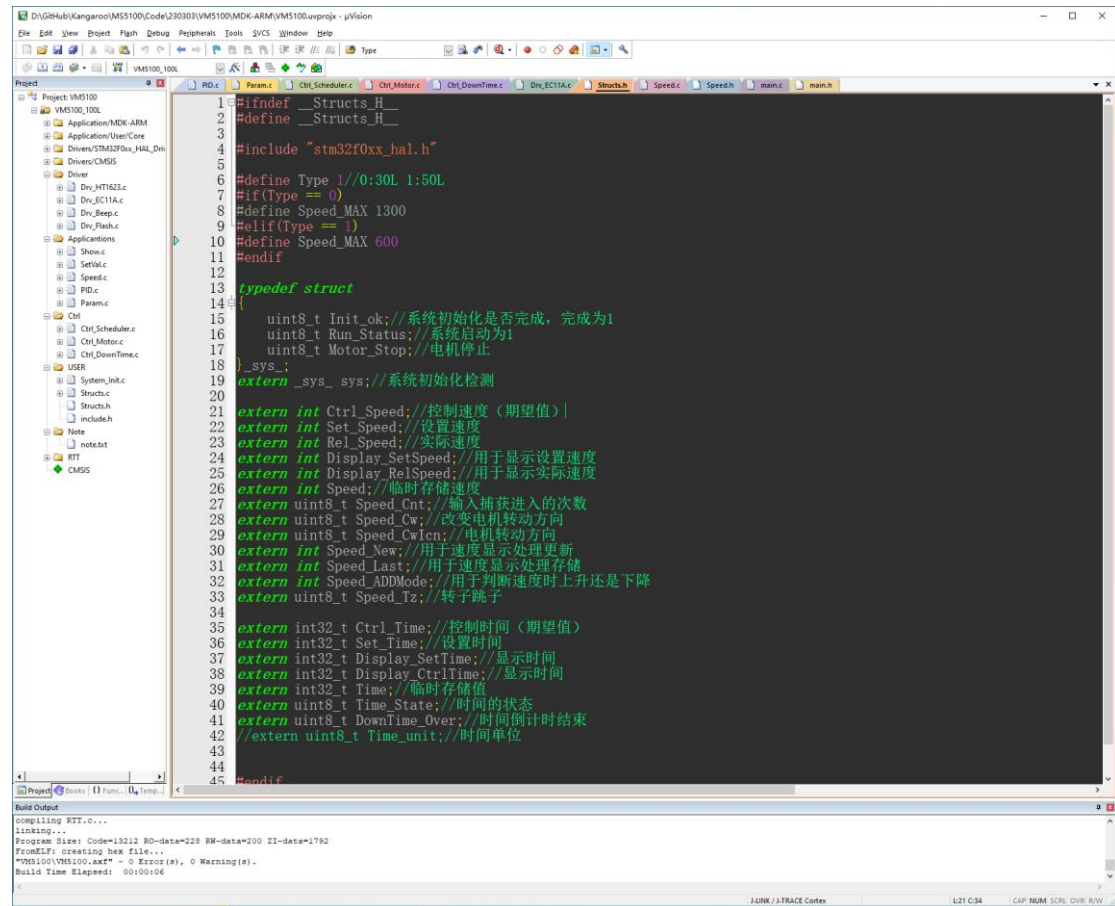 D:\GitHub\Kangaroo\MS5100\Code\230303\VM5100\MDK-ARM\VM5100.uvprojx - µVision
File Edit View Project Flash Debug Peripherals Tools SVCS Window Help
Type
VM5100_100L
Project
PID.c Param.c Ctrl_Scheduler.c Ctrl_Motor.c Ctrl_DownTime.c Drv_EC11A.c Structs.h Speed.c Speed.h main.c main.h
Project: VM5100
VM5100_100L
Application/MDK-ARM
Application/User/Core
Drivers/STM32F0xx_HAL_Driv
Drivers/CMSIS
Driver
Drv_HT1623.c
Drv_EC11A.c
Drv_Beep.c
Drv_Flash.c
Applicantions
Show.c
SetVal.c
Speed.c
PID.c
Param.c
Ctrl
Ctrl_Scheduler.c
Ctrl_Motor.c
Ctrl_DownTime.c
USER
System_Init.c
Structs.c
Structs.h
include.h
Note
note.txt
RTT
CMSIS
1 #ifndef __Structs_H__
2 #define __Structs_H__
3
4 #include "stm32f0xx_hal.h"
5
6 #define Type 1//0:30L 1:50L
7 #if(Type == 0)
8 #define Speed_MAX 1300
9 #elif(Type == 1)
10 #define Speed_MAX 600
11 #endif
12
13 typedef struct
14 {
15 uint8_t Init_ok;//系统初始化是否完成，完成为1
16 uint8_t Run_Status;//系统启动为1
17 uint8_t Motor_Stop;//电机停止
18 }_sys_;
19 extern _sys_ sys;//系统初始化检测
20
21 extern int Ctrl_Speed;//控制速度（期望值）
22 extern int Set_Speed;//设置速度
23 extern int Rel_Speed;//实际速度
24 extern int Display_SetSpeed;//用于显示设置速度
25 extern int Display_RelSpeed;//用于显示实际速度
26 extern int Speed;//临时存储速度
27 extern uint8_t Speed_Cnt;//输入捕获进入的次数
28 extern uint8_t Speed_Cw;//改变电机转动方向
29 extern uint8_t Speed_CwIcn;//电机转动方向
30 extern int Speed_New;//用于速度显示处理更新
31 extern int Speed_Last;//用于速度显示处理存储
32 extern int Speed_ADDMode;//用于判断速度时上升还是下降
33 extern uint8_t Speed_Tz;//转子跳子
34
35 extern int32_t Ctrl_Time;//控制时间（期望值）
36 extern int32_t Set_Time;//设置时间
37 extern int32_t Display_SetTime;//显示时间
38 extern int32_t Display_CtrlTime;//显示时间
39 extern int32_t Time;//临时存储值
40 extern uint8_t Time_State;//时间的状态
41 extern uint8_t DownTime_Over;//时间倒计时结束
42 //extern uint8_t Time_unit;//时间单位
43
44
45 #endif
Project Books {} Func... Temp...
Build Output
compiling RTT.c...
linking...
Program Size: Code=13212 RO-data=228 RW-data=200 ZI-data=1792
FromELF: creating hex file...
"VM5100\VM5100.axf" - 0 Error(s), 0 Warning(s).
Build Time Elapsed: 00:00:06
J-LINK / J-TRACE Cortex L:21 C:34 CAP NUM SCRL OVR R/W